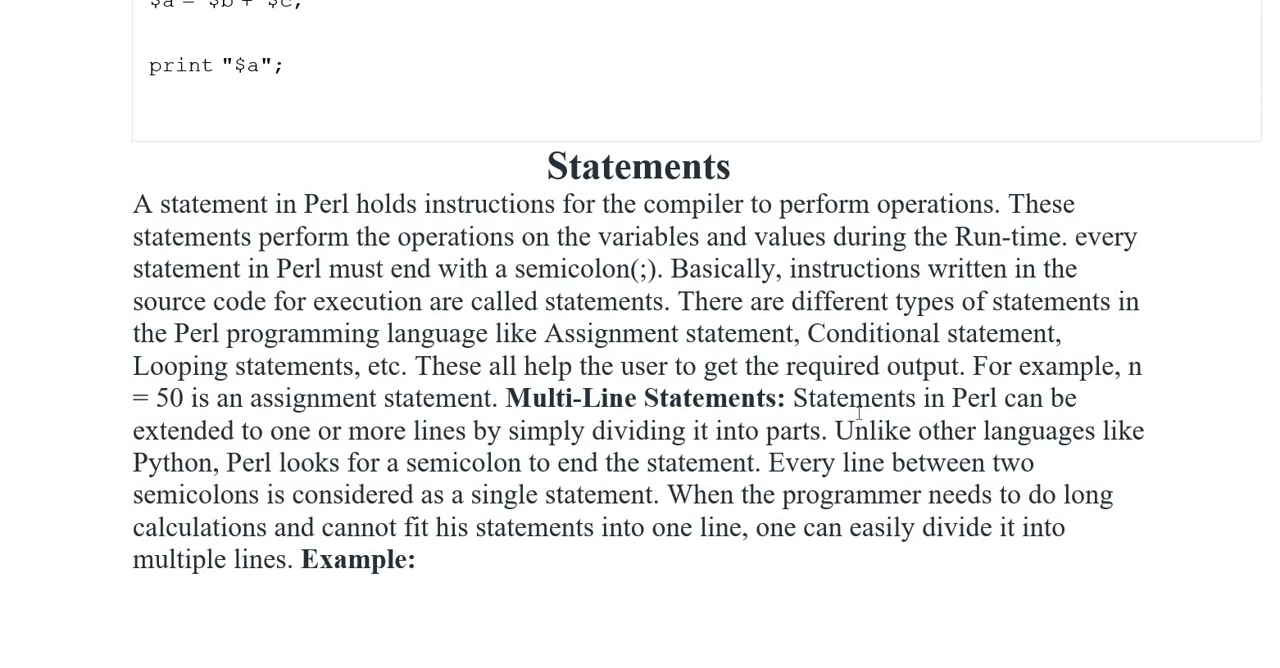 $a = $b + $c;
print "$a";
Statements
A statement in Perl holds instructions for the compiler to perform operations. These
statements perform the operations on the variables and values during the Run-time. every
statement in Perl must end with a semicolon(;). Basically, instructions written in the
source code for execution are called statements. There are different types of statements in
the Perl programming language like Assignment statement, Conditional statement,
Looping statements, etc. These all help the user to get the required output. For example, n
= 50 is an assignment statement. Multi-Line Statements: Statements in Perl can be
extended to one or more lines by simply dividing it into parts. Unlike other languages like
Python, Perl looks for a semicolon to end the statement. Every line between two
semicolons is considered as a single statement. When the programmer needs to do long
calculations and cannot fit his statements into one line, one can easily divide it into
multiple lines. Example: